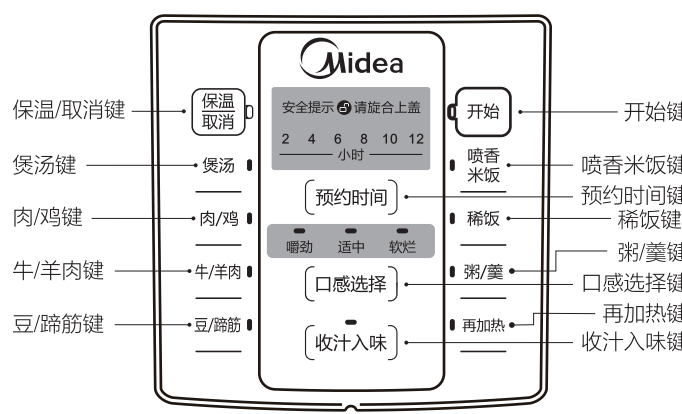 Midea
保温/取消键
保温
取消
安全提示 请旋合上盖
2 4 6 8 10 12
小时
开始
开始键
煲汤键
煲汤
喷香
米饭
喷香米饭键
预约时间
预约时间键
肉/鸡键
肉/鸡
稀饭
稀饭键
嚼劲 适中 软烂
牛/羊肉键
牛/羊肉
口感选择
粥/羹
粥/羹键
口感选择键
豆/蹄筋键
豆/蹄筋
收汁入味
再加热
再加热键
收汁入味键